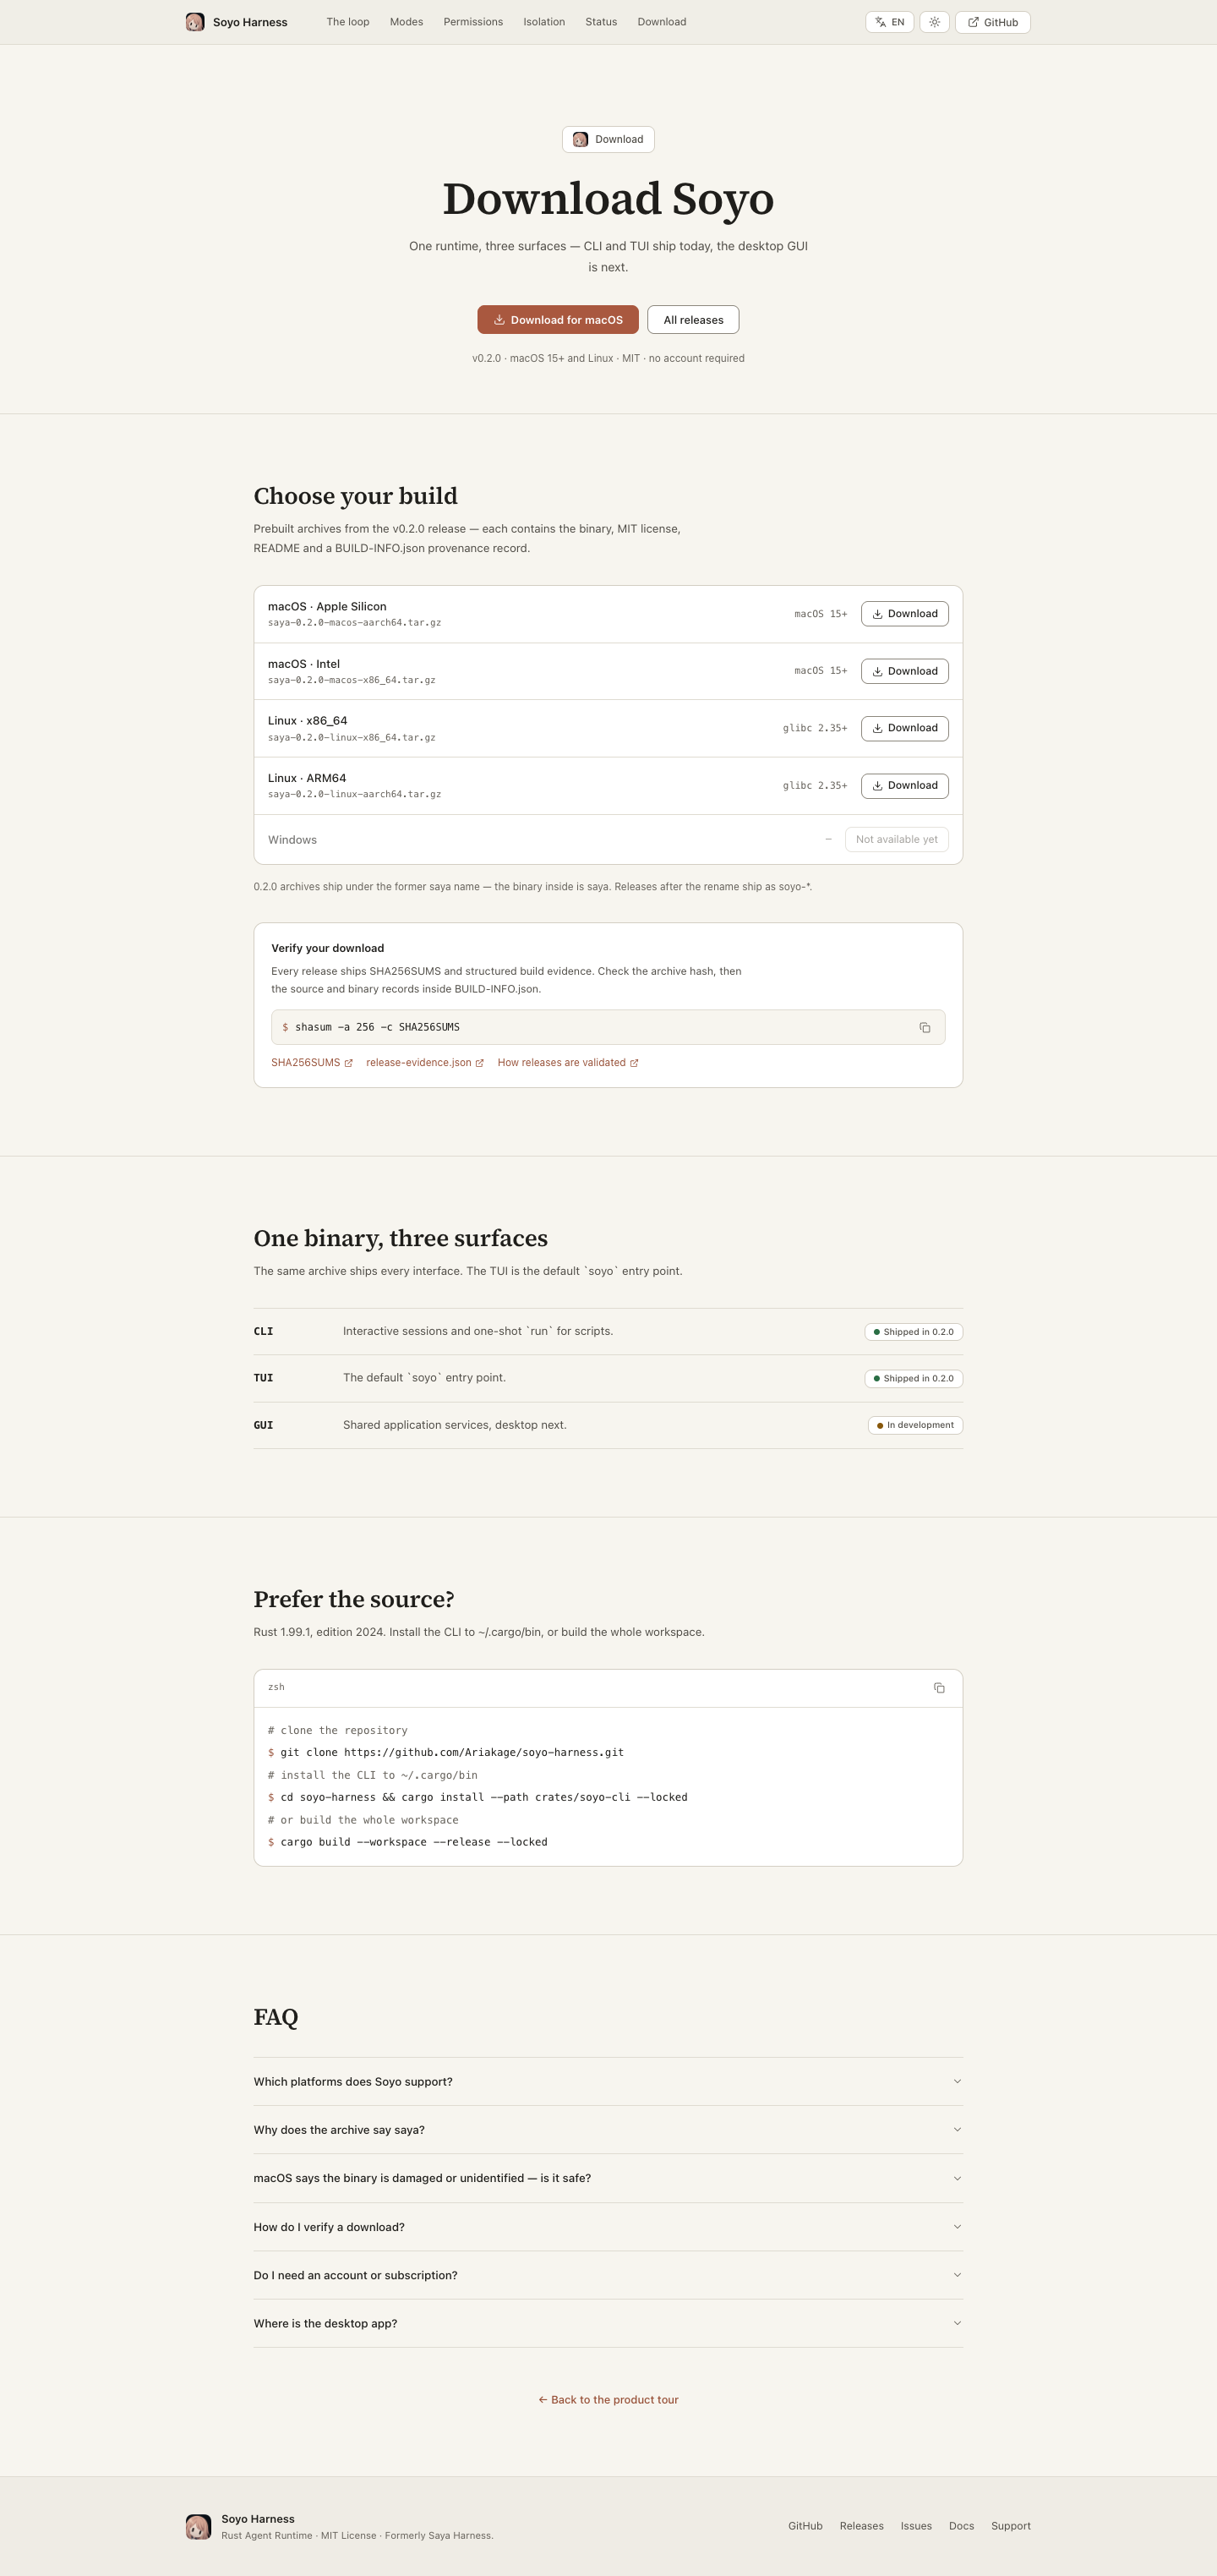 Soyo Harness
The loop
Modes
Permissions
Isolation
Status
Download
EN
GitHub
Download
Download Soyo
One runtime, three surfaces — CLI and TUI ship today, the desktop GUI
is next.
Download for macOS
All releases
v0.2.0 · macOS 15+ and Linux · MIT · no account required
Choose your build
Prebuilt archives from the v0.2.0 release — each contains the binary, MIT license,
README and a BUILD-INFO.json provenance record.
macOS · Apple Silicon
saya-0.2.0-macos-aarch64.tar.gz
macOS 15+
Download
macOS · Intel
saya-0.2.0-macos-x86_64.tar.gz
macOS 15+
Download
Linux · x86_64
saya-0.2.0-linux-x86_64.tar.gz
glibc 2.35+
Download
Linux · ARM64
saya-0.2.0-linux-aarch64.tar.gz
glibc 2.35+
Download
Windows
—
Not available yet
0.2.0 archives ship under the former saya name — the binary inside is saya. Releases after the rename ship as soyo-*.
Verify your download
Every release ships SHA256SUMS and structured build evidence. Check the archive hash, then
the source and binary records inside BUILD-INFO.json.
$ shasum -a 256 -c SHA256SUMS
SHA256SUMS
release-evidence.json
How releases are validated
One binary, three surfaces
The same archive ships every interface. The TUI is the default `soyo` entry point.
CLI
Interactive sessions and one-shot `run` for scripts.
Shipped in 0.2.0
TUI
The default `soyo` entry point.
Shipped in 0.2.0
GUI
Shared application services, desktop next.
In development
Prefer the source?
Rust 1.99.1, edition 2024. Install the CLI to ~/.cargo/bin, or build the whole workspace.
zsh
# clone the repository
$ git clone https://github.com/Ariakage/soyo-harness.git
# install the CLI to ~/.cargo/bin
$ cd soyo-harness && cargo install --path crates/soyo-cli --locked
# or build the whole workspace
$ cargo build --workspace --release --locked
FAQ
Which platforms does Soyo support?
Why does the archive say saya?
macOS says the binary is damaged or unidentified — is it safe?
How do I verify a download?
Do I need an account or subscription?
Where is the desktop app?
← Back to the product tour
Soyo Harness
Rust Agent Runtime · MIT License · Formerly Saya Harness.
GitHub
Releases
Issues
Docs
Support